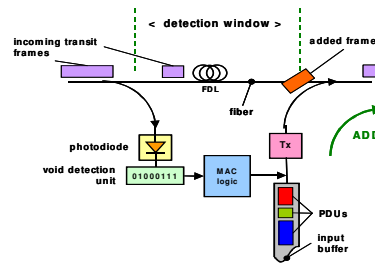 < detection window >
incoming transit
frames
added frame
FDL
fiber
photodiode
Tx
ADD
void detection
unit
01000111
MAC
logic
PDUs
input
buffer